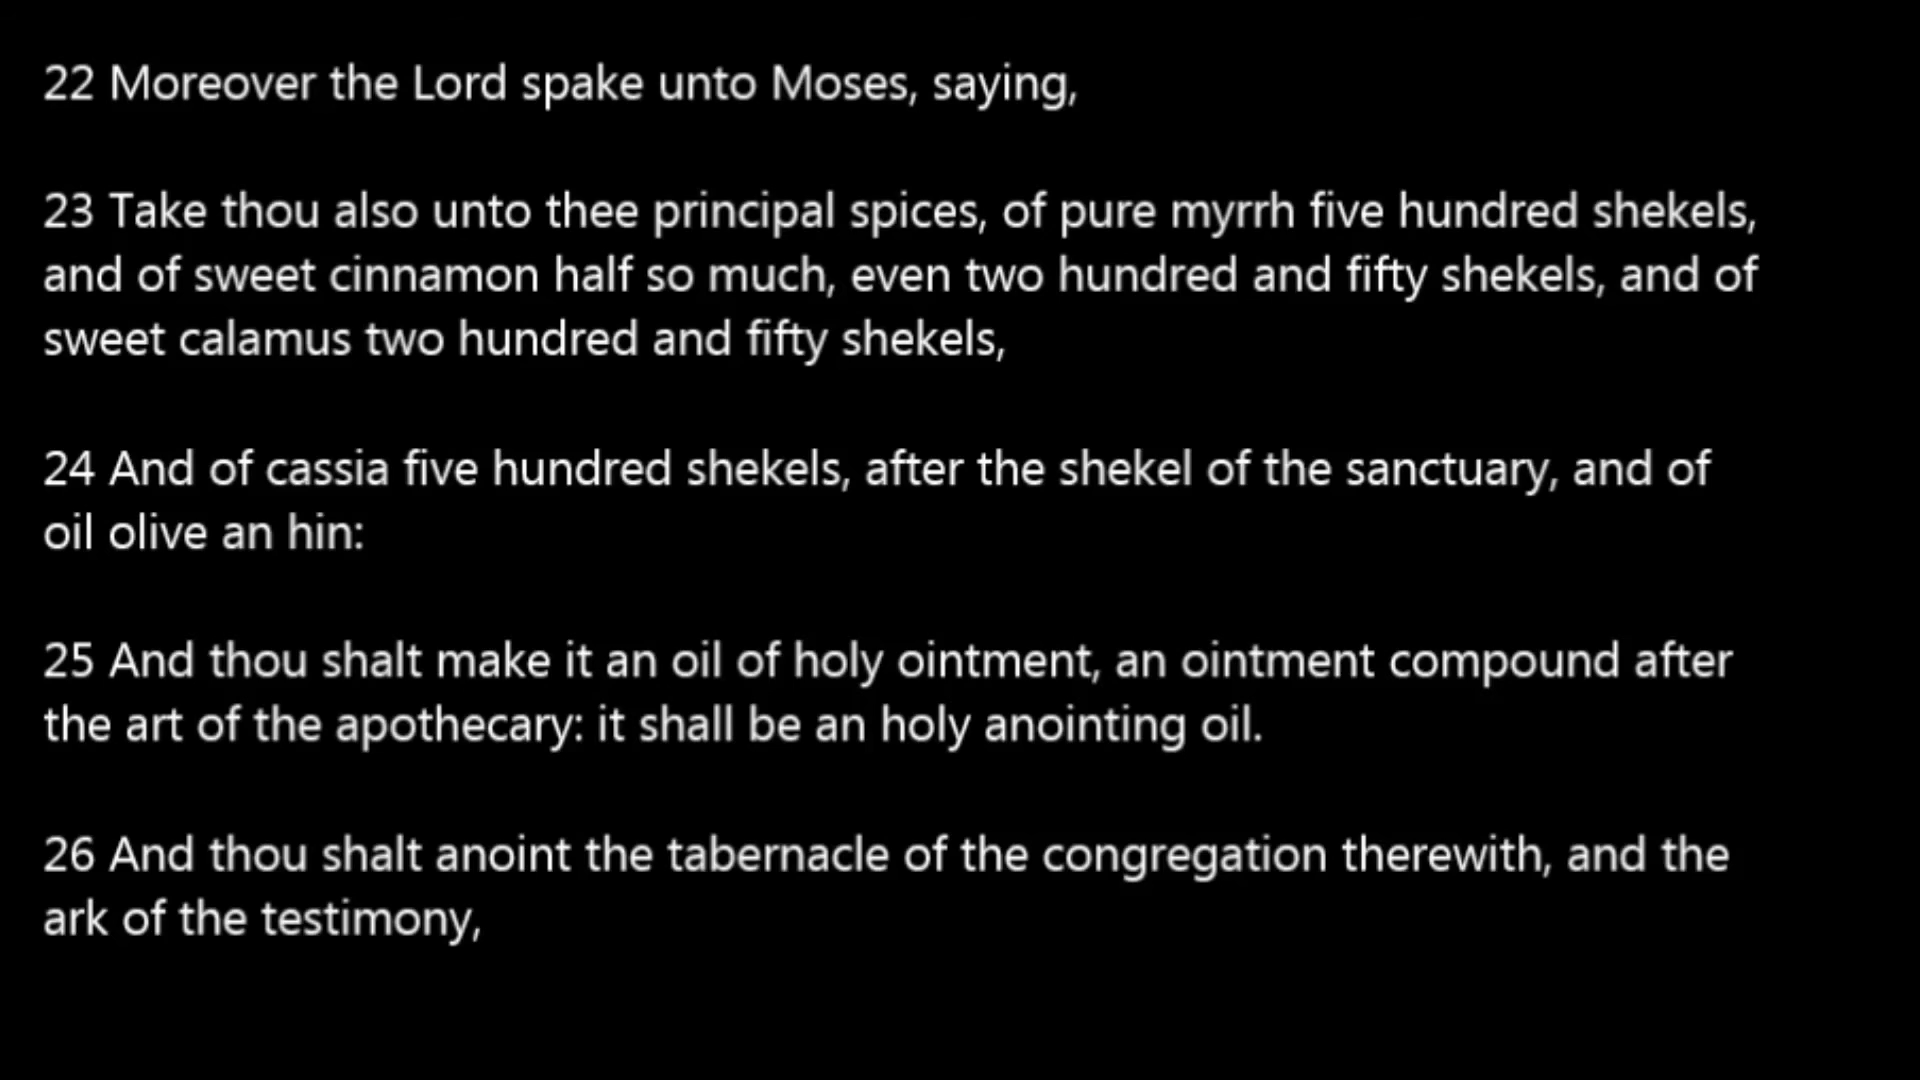 22 Moreover the Lord spake unto Moses, saying,
23 Take thou also unto thee principal spices, of pure myrrh five hundred shekels,
and of sweet cinnamon half so much, even two hundred and fifty shekels, and of
sweet calamus two hundred and fifty shekels,
24 And of cassia five hundred shekels, after the shekel of the sanctuary, and of
oil olive an hin:
25 And thou shalt make it an oil of holy ointment, an ointment compound after
the art of the apothecary: it shall be an holy anointing oil.
26 And thou shalt anoint the tabernacle of the congregation therewith, and the
ark of the testimony,